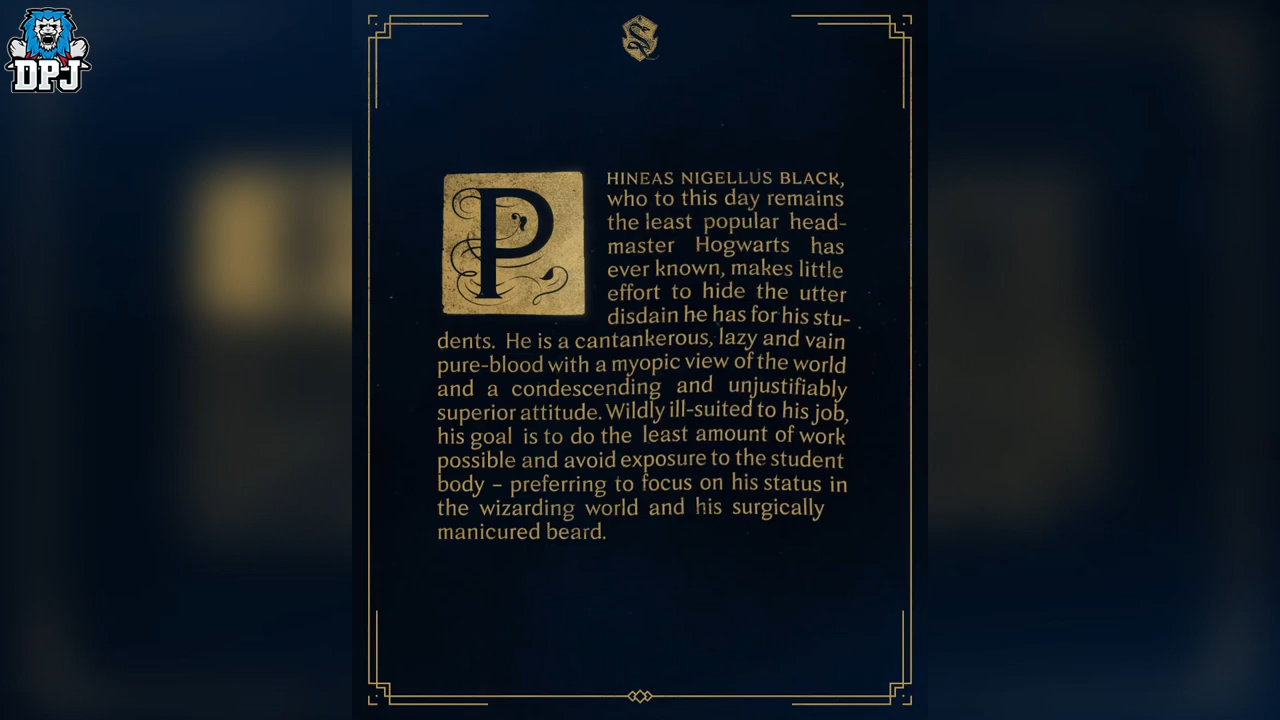 DPJ
PHINEAS NIGELLUS BLACK,
who to this day remains
the least popular head-
master Hogwarts has
ever known, makes little
effort to hide the utter
disdain he has for his stu-
dents. He is a cantankerous, lazy and vain
pure-blood with a myopic view of the world
and a condescending and unjustifiably
superior attitude. Wildly ill-suited to his job,
his goal is to do the least amount of work
possible and avoid exposure to the student
body – preferring to focus on his status in
the wizarding world and his surgically
manicured beard.